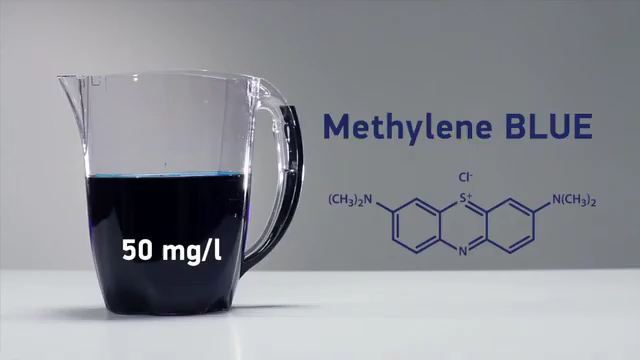 Methylene BLUE
Cl⁻
(CH₃)₂N S⁺ N(CH₃)₂
N
50 mg/l